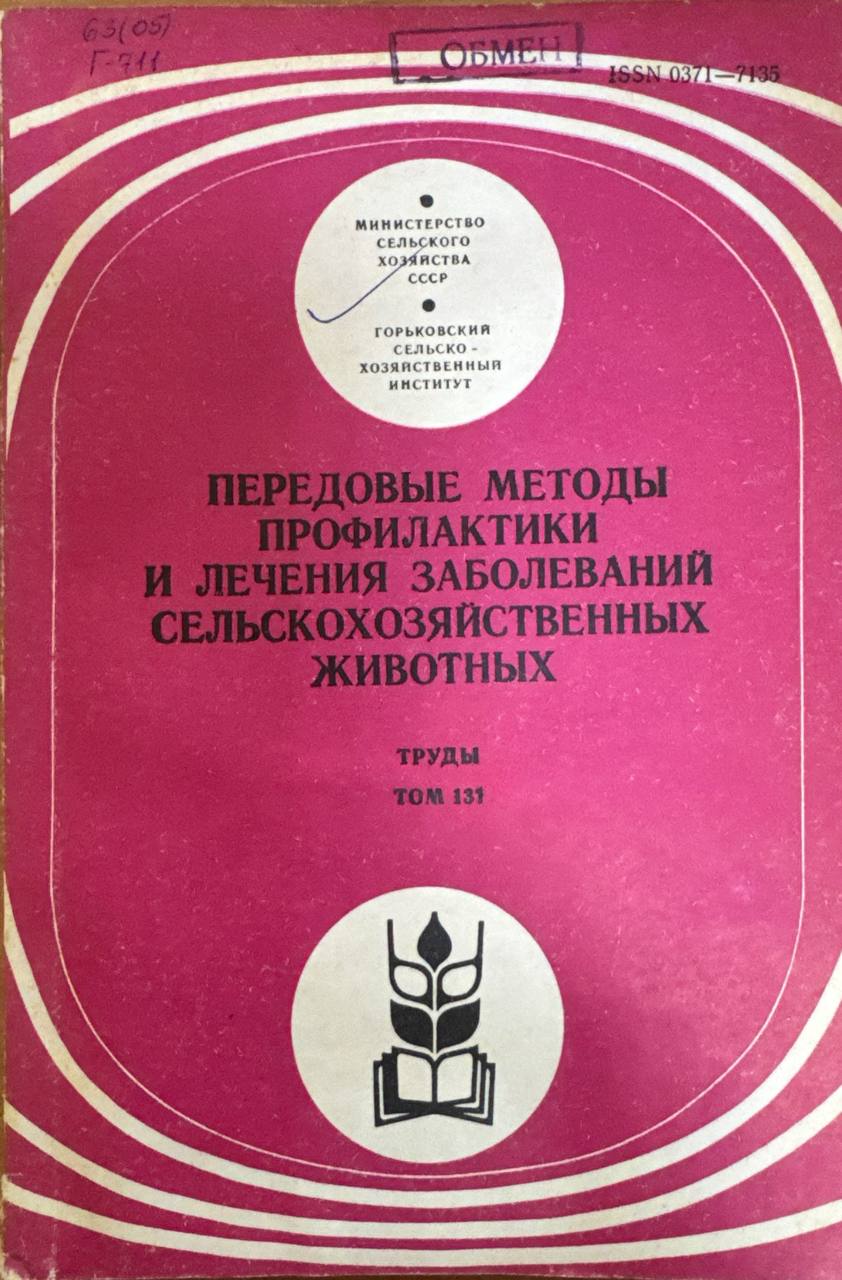 63(05)
Г-711
ОБМЕН
ISSN 0371—7135
МИНИСТЕРСТВО
СЕЛЬСКОГО
ХОЗЯЙСТВА
СССР
ГОРЬКОВСКИЙ
СЕЛЬСКО-
ХОЗЯЙСТВЕННЫЙ
ИНСТИТУТ
ПЕРЕДОВЫЕ МЕТОДЫ
ПРОФИЛАКТИКИ
И ЛЕЧЕНИЯ ЗАБОЛЕВАНИЙ
СЕЛЬСКОХОЗЯЙСТВЕННЫХ
ЖИВОТНЫХ
ТРУДЫ
ТОМ 131